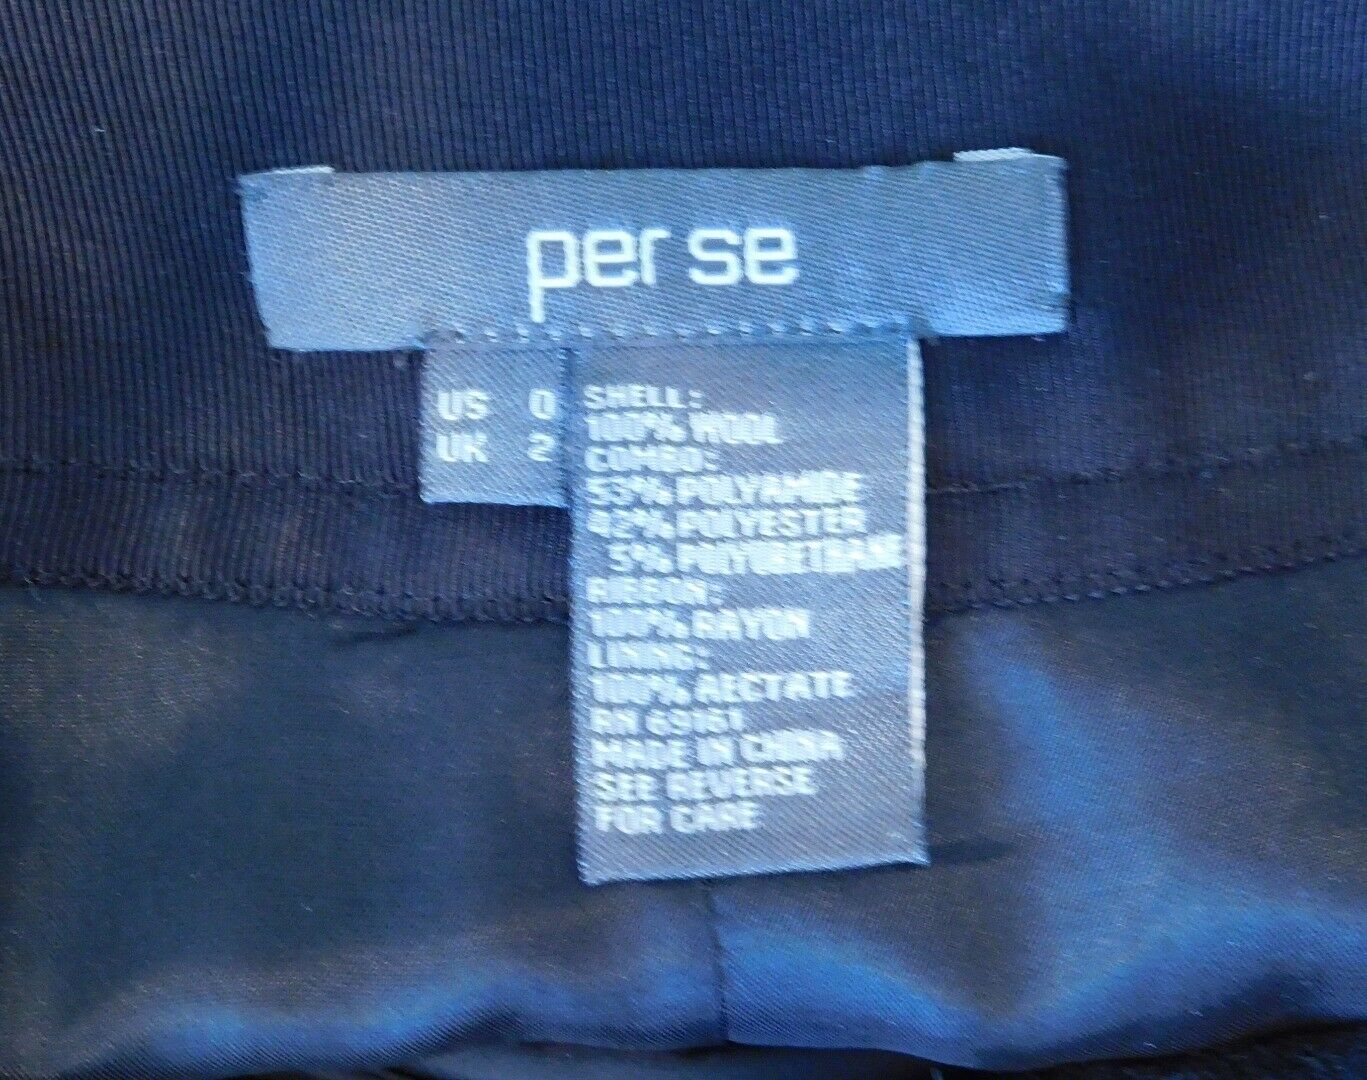 per se
US 0
UK 2
SHELL:
100% WOOL
COMBO:
53% POLYAMIDE
42% POLYESTER
5% POLYURETHANE
100% RAYON
LINING:
100% AECTATE
RN 69161
MADE IN CHINA
SEE REVERSE
FOR CARE